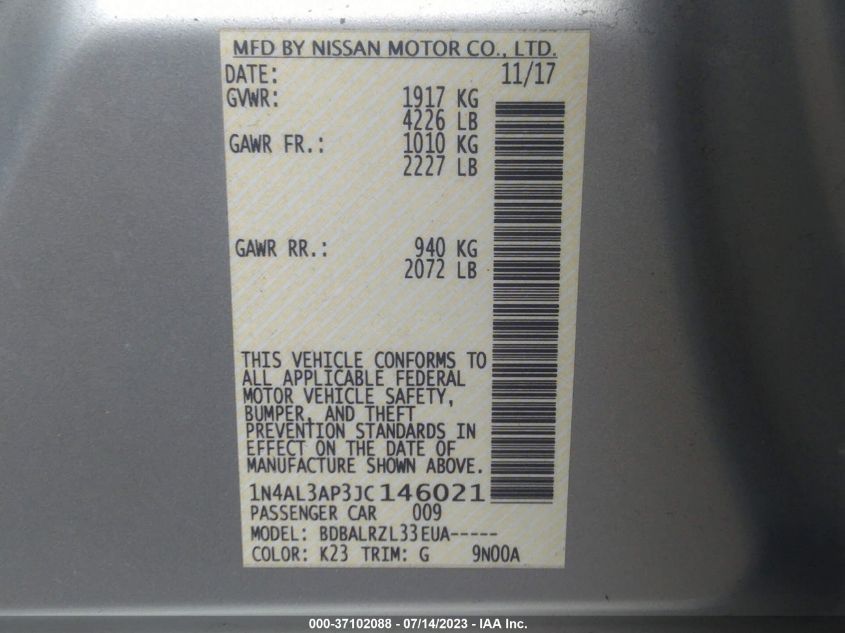 MFD BY NISSAN MOTOR CO., LTD.
DATE: 11/17
GVWR: 1917 KG
4226 LB
GAWR FR.: 1010 KG
2227 LB
GAWR RR.: 940 KG
2072 LB
THIS VEHICLE CONFORMS TO
ALL APPLICABLE FEDERAL
MOTOR VEHICLE SAFETY,
BUMPER, AND THEFT
PREVENTION STANDARDS IN
EFFECT ON THE DATE OF
MANUFACTURE SHOWN ABOVE.
1N4AL3AP3JC146021
PASSENGER CAR 009
MODEL: BDBALRZL33EUA-----
COLOR: K23 TRIM: G 9N00A
000-37102088 - 07/14/2023 - IAA Inc.